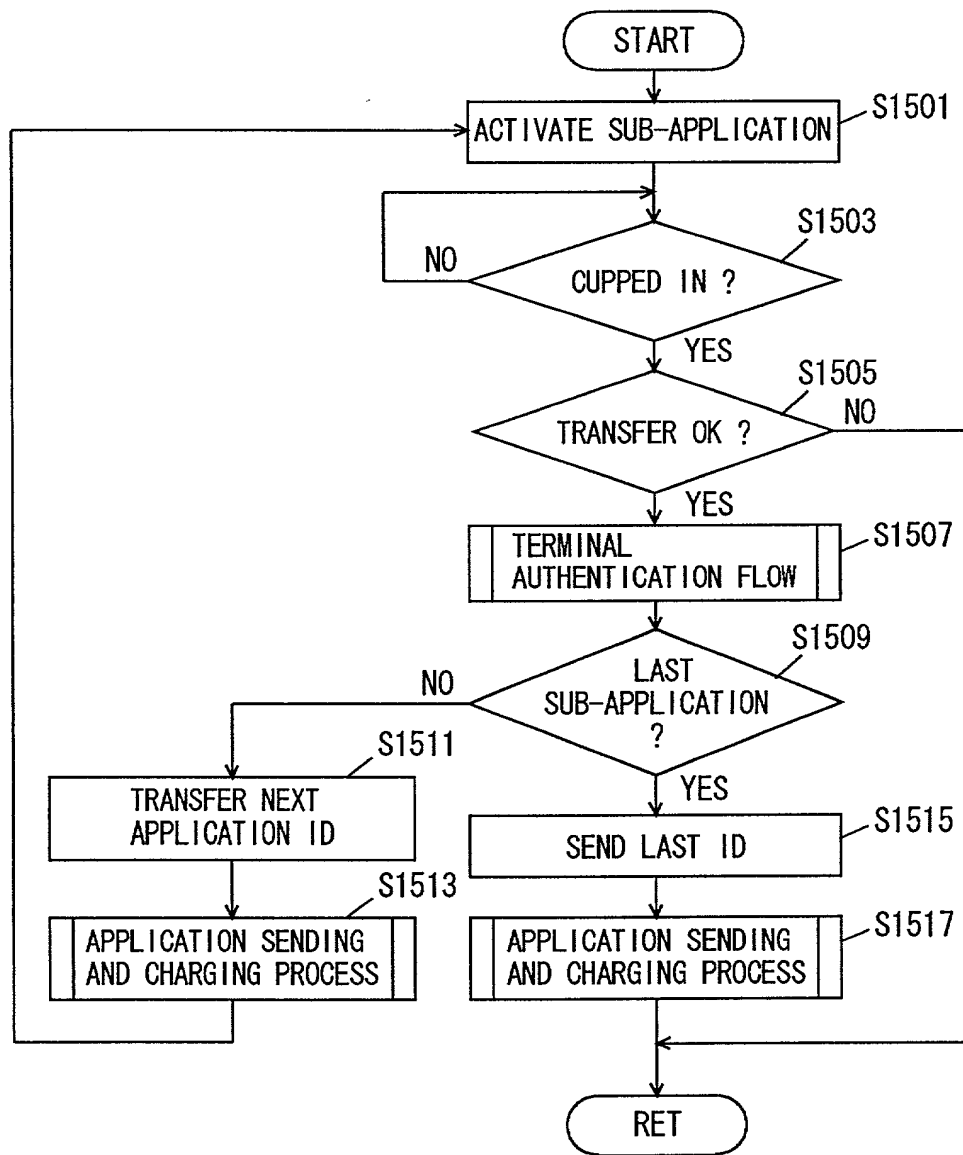 START
ACTIVATE SUB-APPLICATION
S1501
S1503
NO
CUPPED IN ?
YES
S1505
TRANSFER OK ?
NO
YES
TERMINAL
AUTHENTICATION FLOW
S1507
S1509
NO
LAST
SUB-APPLICATION
?
S1511
YES
TRANSFER NEXT
APPLICATION ID
SEND LAST ID
S1515
S1513
APPLICATION SENDING
AND CHARGING PROCESS
APPLICATION SENDING
AND CHARGING PROCESS
S1517
RET